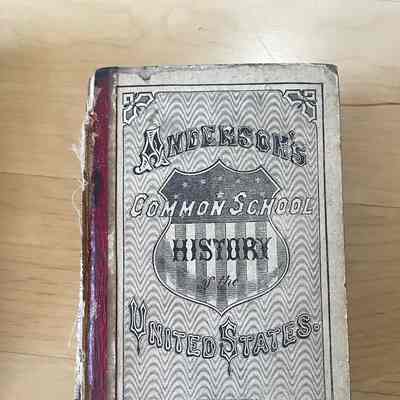 ANDERSON'S
COMMON SCHOOL
HISTORY
of the
UNITED STATES.